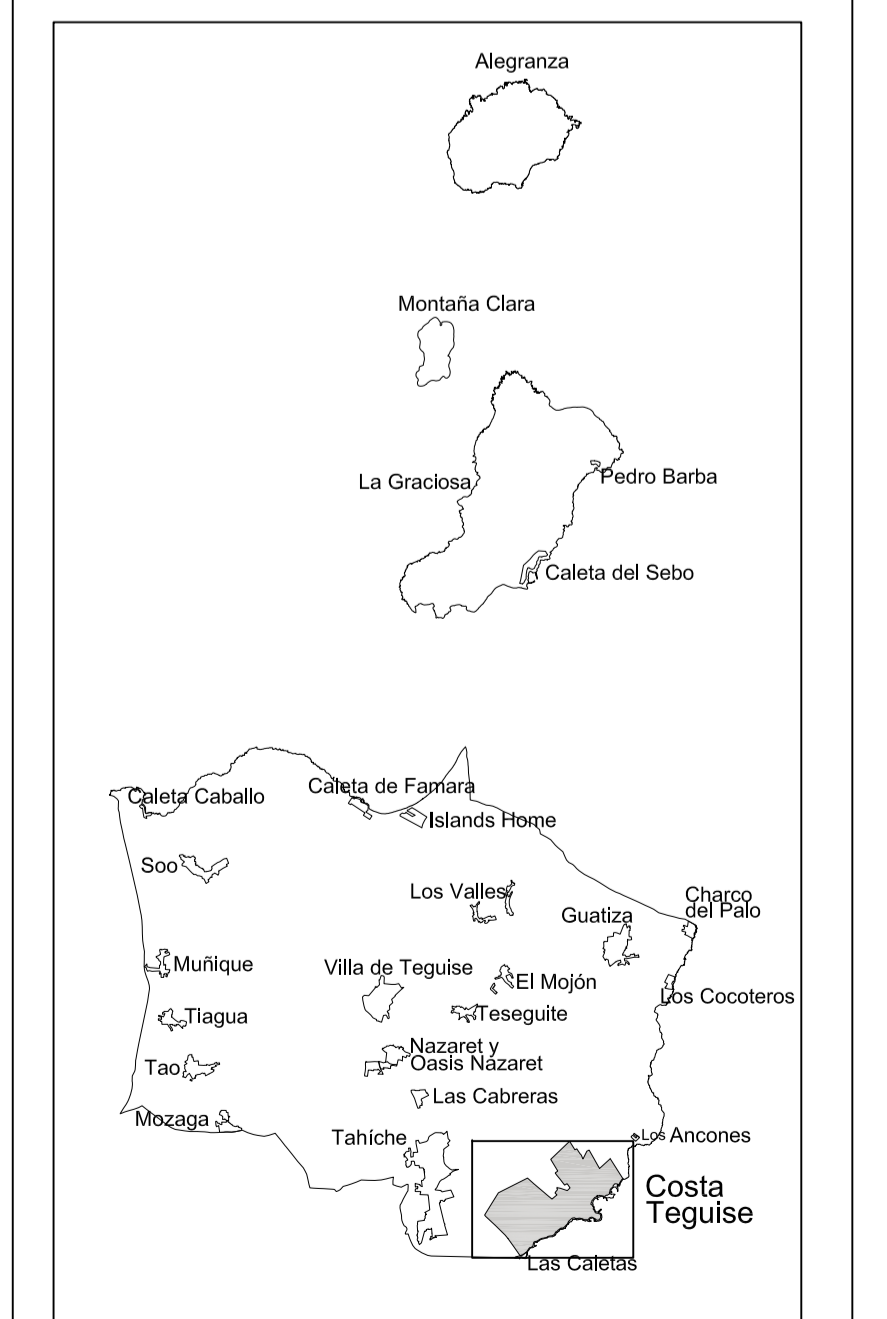 Alegranza
Montaña Clara
La Graciosa
Pedro Barba
Caleta del Sebo
Caleta de Famara
Caleta Caballo
Islands Home
Soo
Los Valles
Charco
del Palo
Guatiza
Muñique
Villa de Teguise
El Mojón
Los Cocoteros
Tiagua
Teseguite
Nazaret y
Oasis Nazaret
Tao
Las Cabreras
Mozaga
Tahíche
Los Ancones
Costa
Teguise
Las Caletas